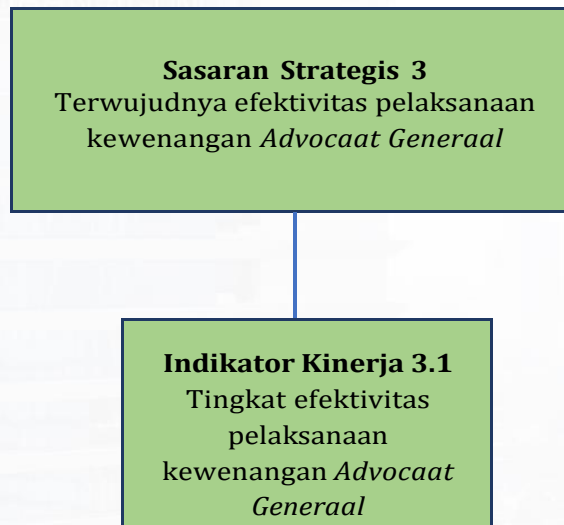 Sasaran Strategis 3
Terwujudnya efektivitas pelaksanaan
kewenangan Advocaat Generaal
Indikator Kinerja 3.1
Tingkat efektivitas
pelaksanaan
kewenangan Advocaat
Generaal